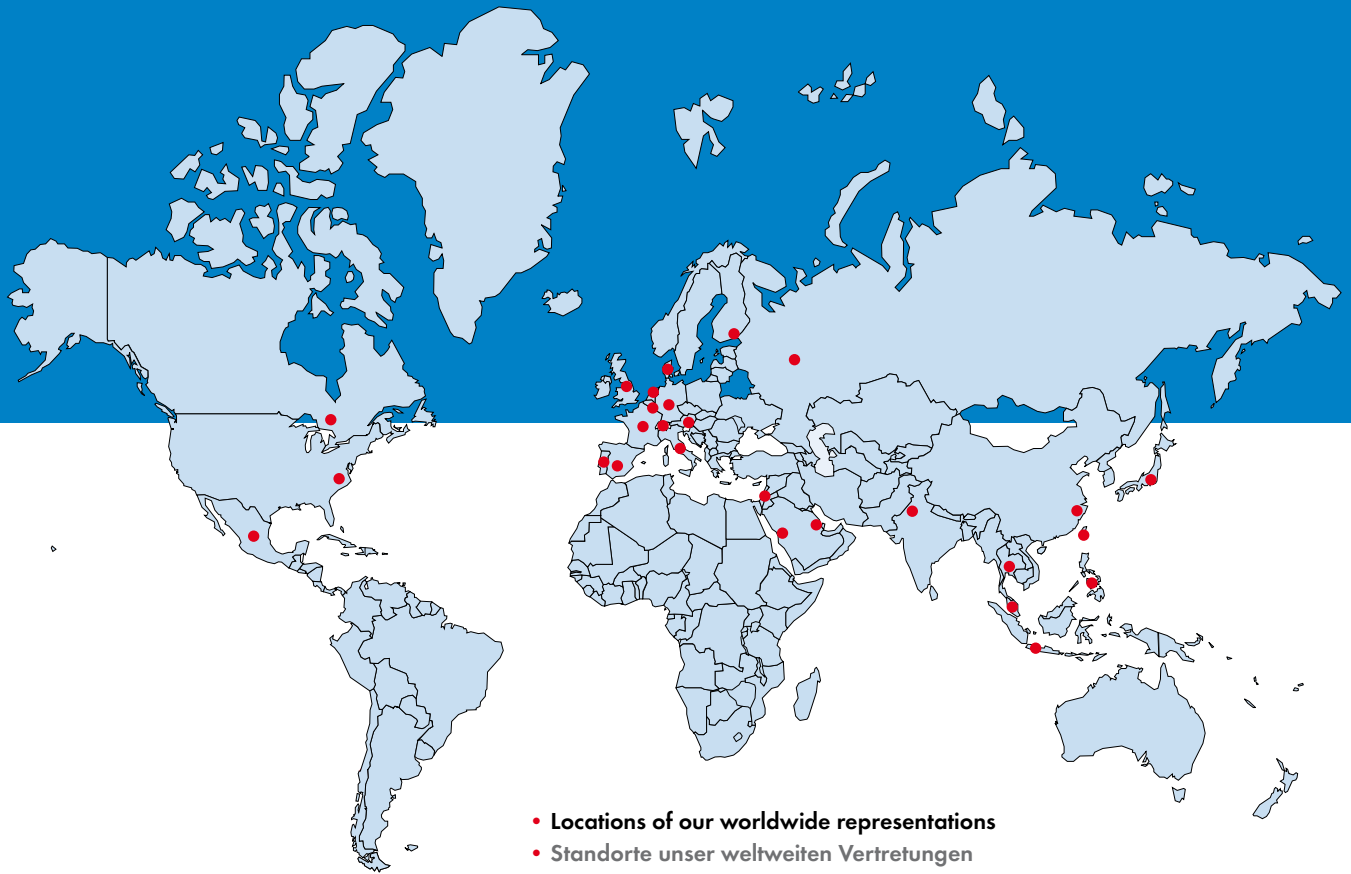 • Locations of our worldwide representations
• Standorte unser weltweiten Vertretungen